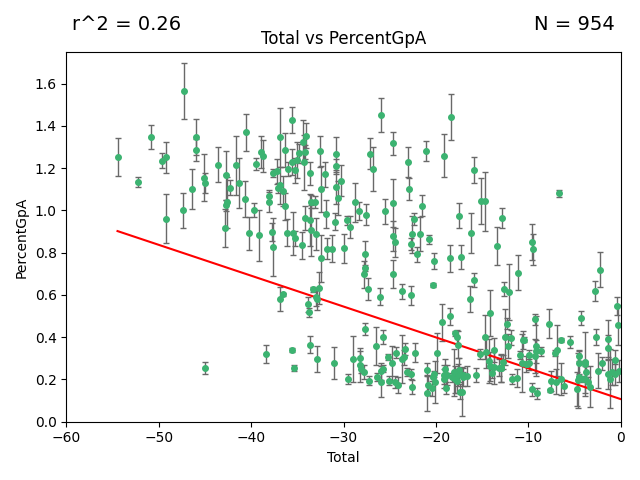 r^2 = 0.26 N = 954
Total vs PercentGpA
PercentGpA
1.6
1.4
1.2
1.0
0.8
0.6
0.4
0.2
0.0
−60 −50 −40 −30 −20 −10 0
Total